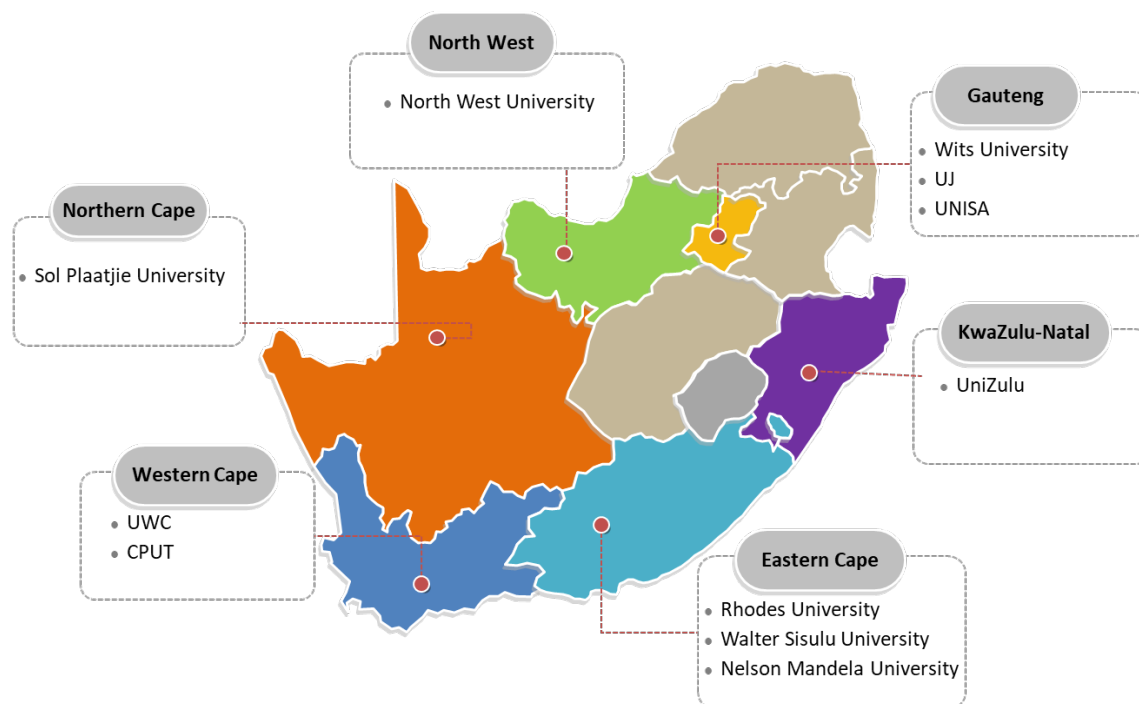 North West
• North West University
Gauteng
• Wits University
• UJ
• UNISA
Northern Cape
• Sol Plaatjie University
KwaZulu-Natal
• UniZulu
Western Cape
• UWC
• CPUT
Eastern Cape
• Rhodes University
• Walter Sisulu University
• Nelson Mandela University